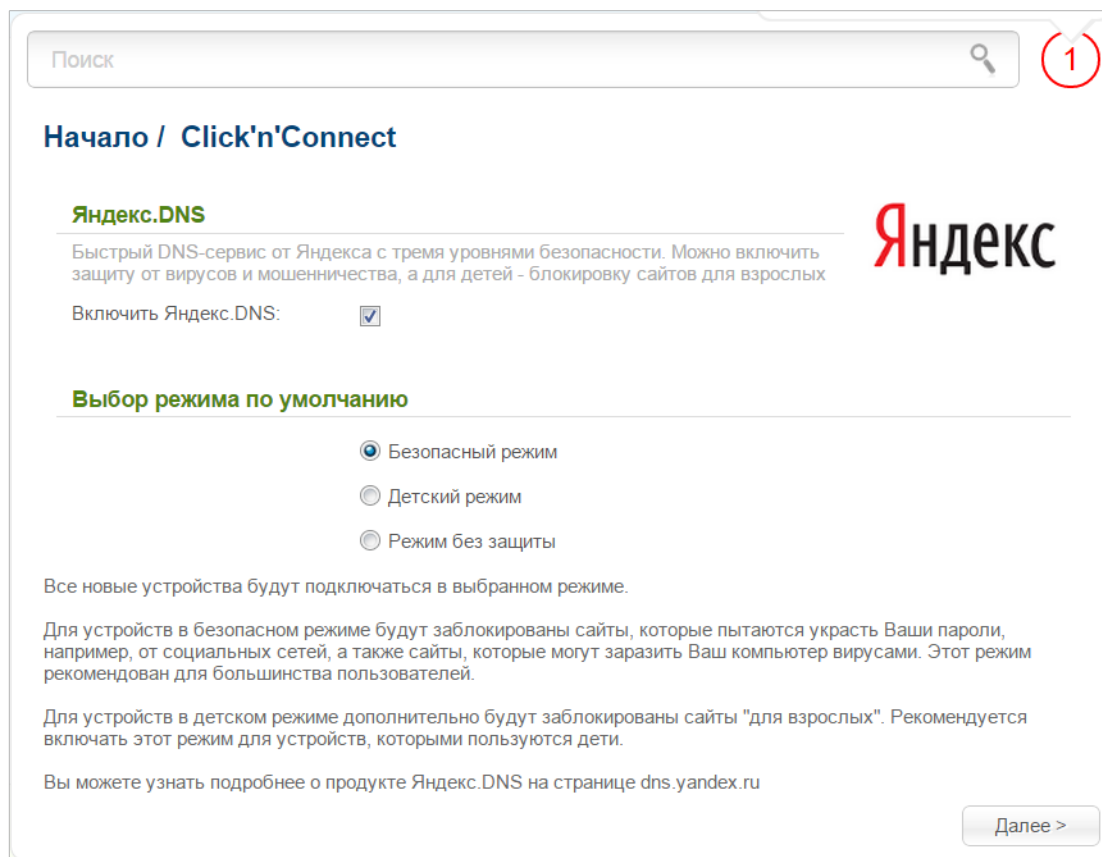 Поиск
1
Начало / Click'n'Connect
Яндекс.DNS
Яндекс
Быстрый DNS-сервис от Яндекса с тремя уровнями безопасности. Можно включить
защиту от вирусов и мошенничества, а для детей - блокировку сайтов для взрослых
Включить Яндекс.DNS:
Выбор режима по умолчанию
Безопасный режим
Детский режим
Режим без защиты
Все новые устройства будут подключаться в выбранном режиме.
Для устройств в безопасном режиме будут заблокированы сайты, которые пытаются украсть Ваши пароли,
например, от социальных сетей, а также сайты, которые могут заразить Ваш компьютер вирусами. Этот режим
рекомендован для большинства пользователей.
Для устройств в детском режиме дополнительно будут заблокированы сайты "для взрослых". Рекомендуется
включать этот режим для устройств, которыми пользуются дети.
Вы можете узнать подробнее о продукте Яндекс.DNS на странице dns.yandex.ru
Далее >